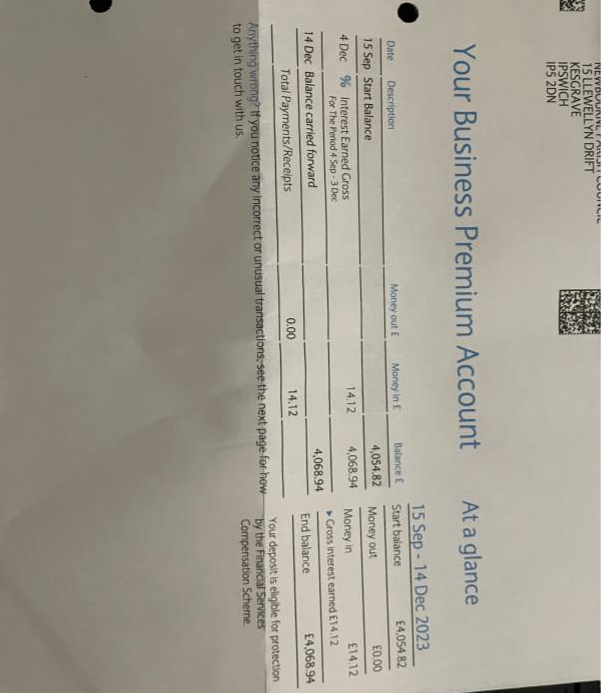 NEWBOURNE PARISH COUNCIL
15 LLEWELLYN DRIFT
KESGRAVE
IPSWICH
IP5 2DN
Your Business Premium Account
Date Description Money out £ Money in £ Balance £
15 Sep Start Balance 4,054.82
4 Dec % Interest Earned Gross 14.12 4,068.94
For The Period 4 Sep - 3 Dec
14 Dec Balance carried forward 4,068.94
Total Payments/Receipts 0.00 14.12
Anything wrong? If you notice any incorrect or unusual transactions, see the next page for how
to get in touch with us.
At a glance
15 Sep - 14 Dec 2023
Start balance £4,054.82
Money out £0.00
Money in £14.12
▸ Gross interest earned £14.12
End balance £4,068.94
Your deposit is eligible for protection
by the Financial Services
Compensation Scheme.